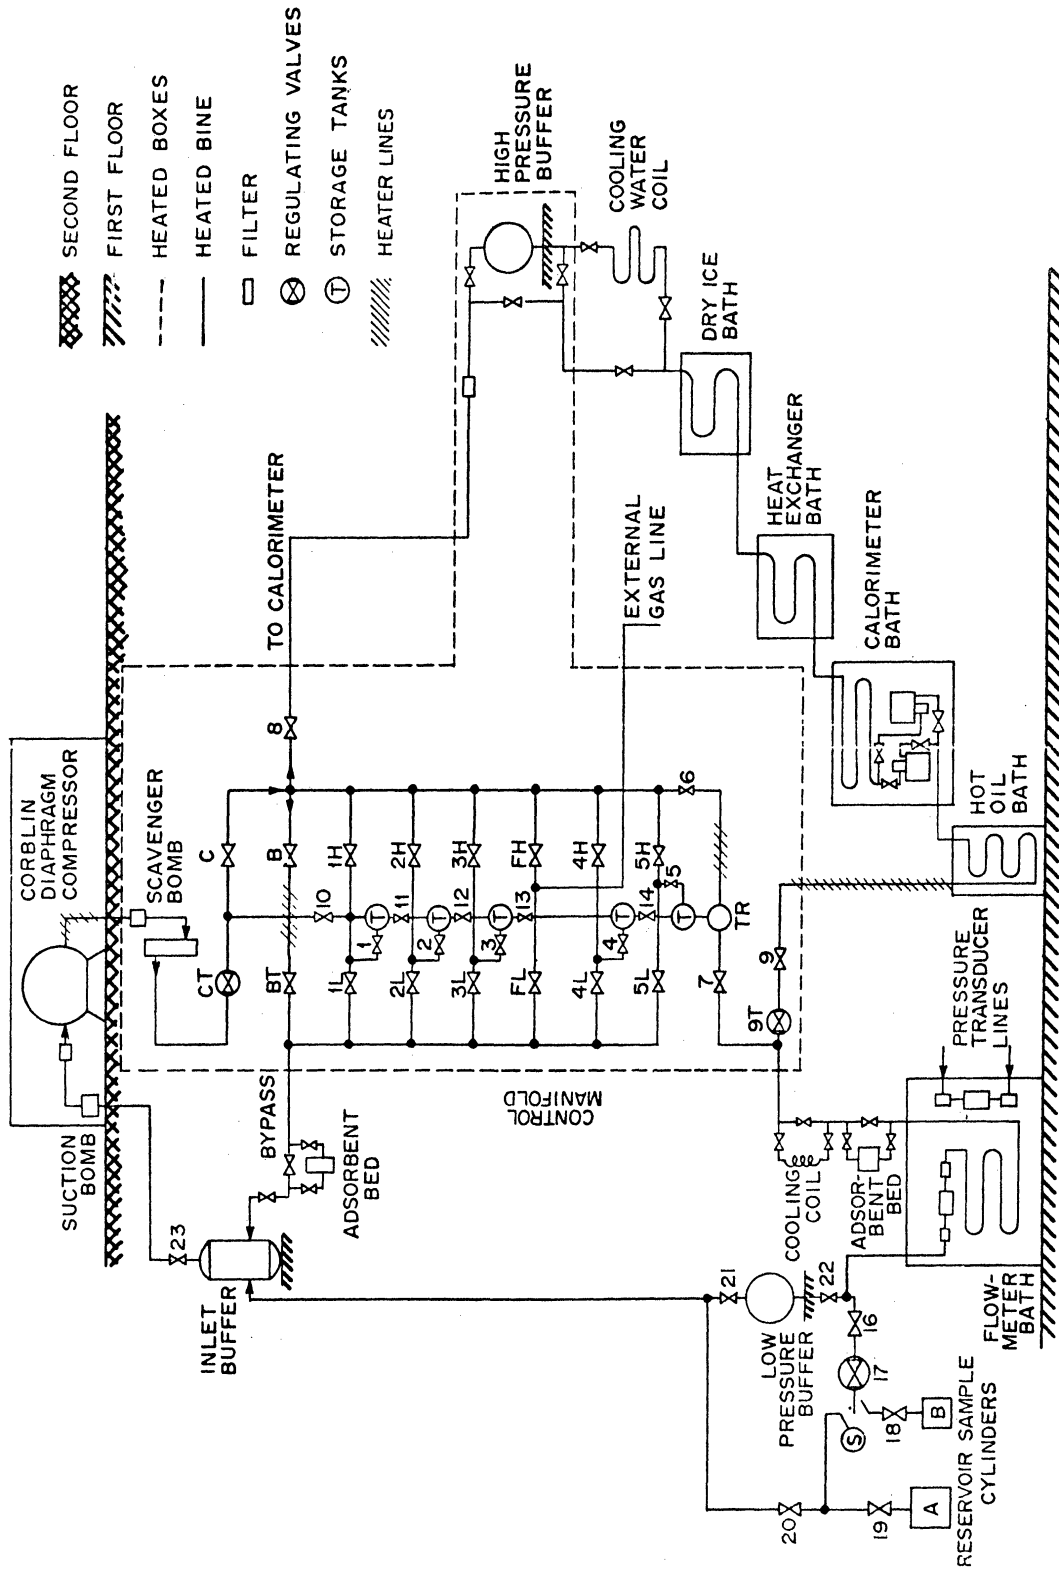 SECOND FLOOR
FIRST FLOOR
HEATED BOXES
HEATED BINE
FILTER
REGULATING VALVES
T STORAGE TANKS
HEATER LINES
CORBLIN
DIAPHRAGM
COMPRESSOR
SUCTION
BOMB
SCAVENGER
BOMB
TO CALORIMETER
HIGH
PRESSURE
BUFFER
COOLING
WATER
COIL
DRY ICE
BATH
HEAT
EXCHANGER
BATH
CALORIMETER
BATH
HOT
OIL
BATH
EXTERNAL
GAS LINE
CONTROL
MANIFOLD
CT
C
8
BT
B
10
1L
1
T
11
1H
2L
2
T
12
2H
3L
3
T
13
3H
FL
FH
4L
4
T
14
4H
5L
T
5
5H
6
7
TR
9T
9
23
INLET
BUFFER
BYPASS
ADSORBENT
BED
21
LOW
PRESSURE
BUFFER
22
16
17
S
18
B
20
19
A
RESERVOIR SAMPLE
CYLINDERS
COOLING
COIL
ADSOR-
BENT
BED
FLOW-
METER
BATH
PRESSURE
TRANSDUCER
LINES